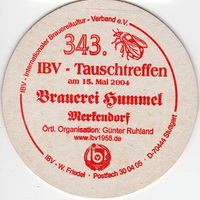 IBV - Internationaler Brauereikultur - Verband e.V.
343.
IBV - Tauschtreffen
am 15. Mai 2004
Brauerei Hummel
Merkendorf
Örtl. Organisation: Günter Ruhland
www.ibv1958.de
ibv
IBV - W. Friedel • Postfach 30 04 05 • D-70444 Stuttgart